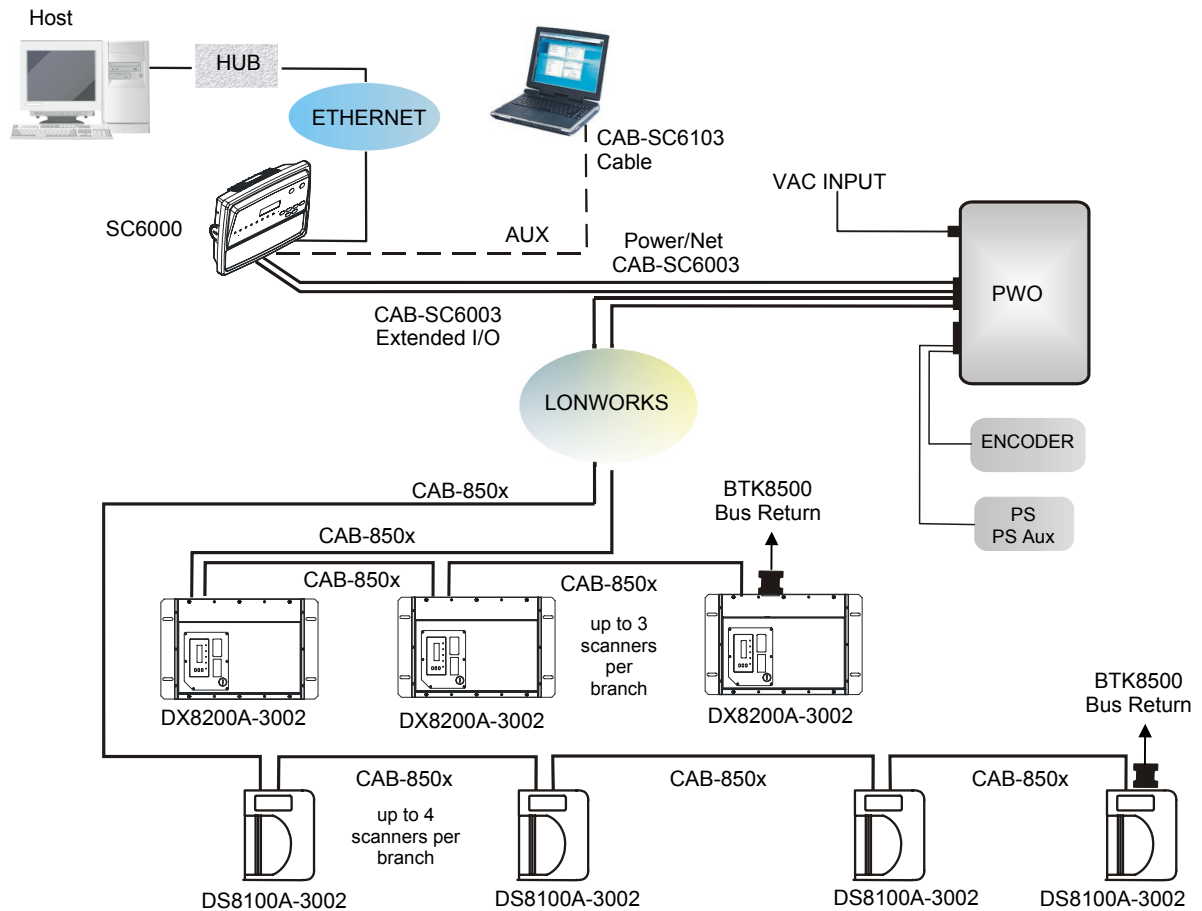 Host
HUB
ETHERNET
CAB-SC6103
Cable
VAC INPUT
SC6000
AUX
Power/Net
CAB-SC6003
PWO
CAB-SC6003
Extended I/O
LONWORKS
ENCODER
CAB-850x
BTK8500
Bus Return
PS
PS Aux
CAB-850x
CAB-850x
CAB-850x
up to 3
scanners
per
branch
DX8200A-3002
DX8200A-3002
DX8200A-3002
BTK8500
Bus Return
CAB-850x
CAB-850x
CAB-850x
up to 4
scanners per
branch
DS8100A-3002
DS8100A-3002
DS8100A-3002
DS8100A-3002